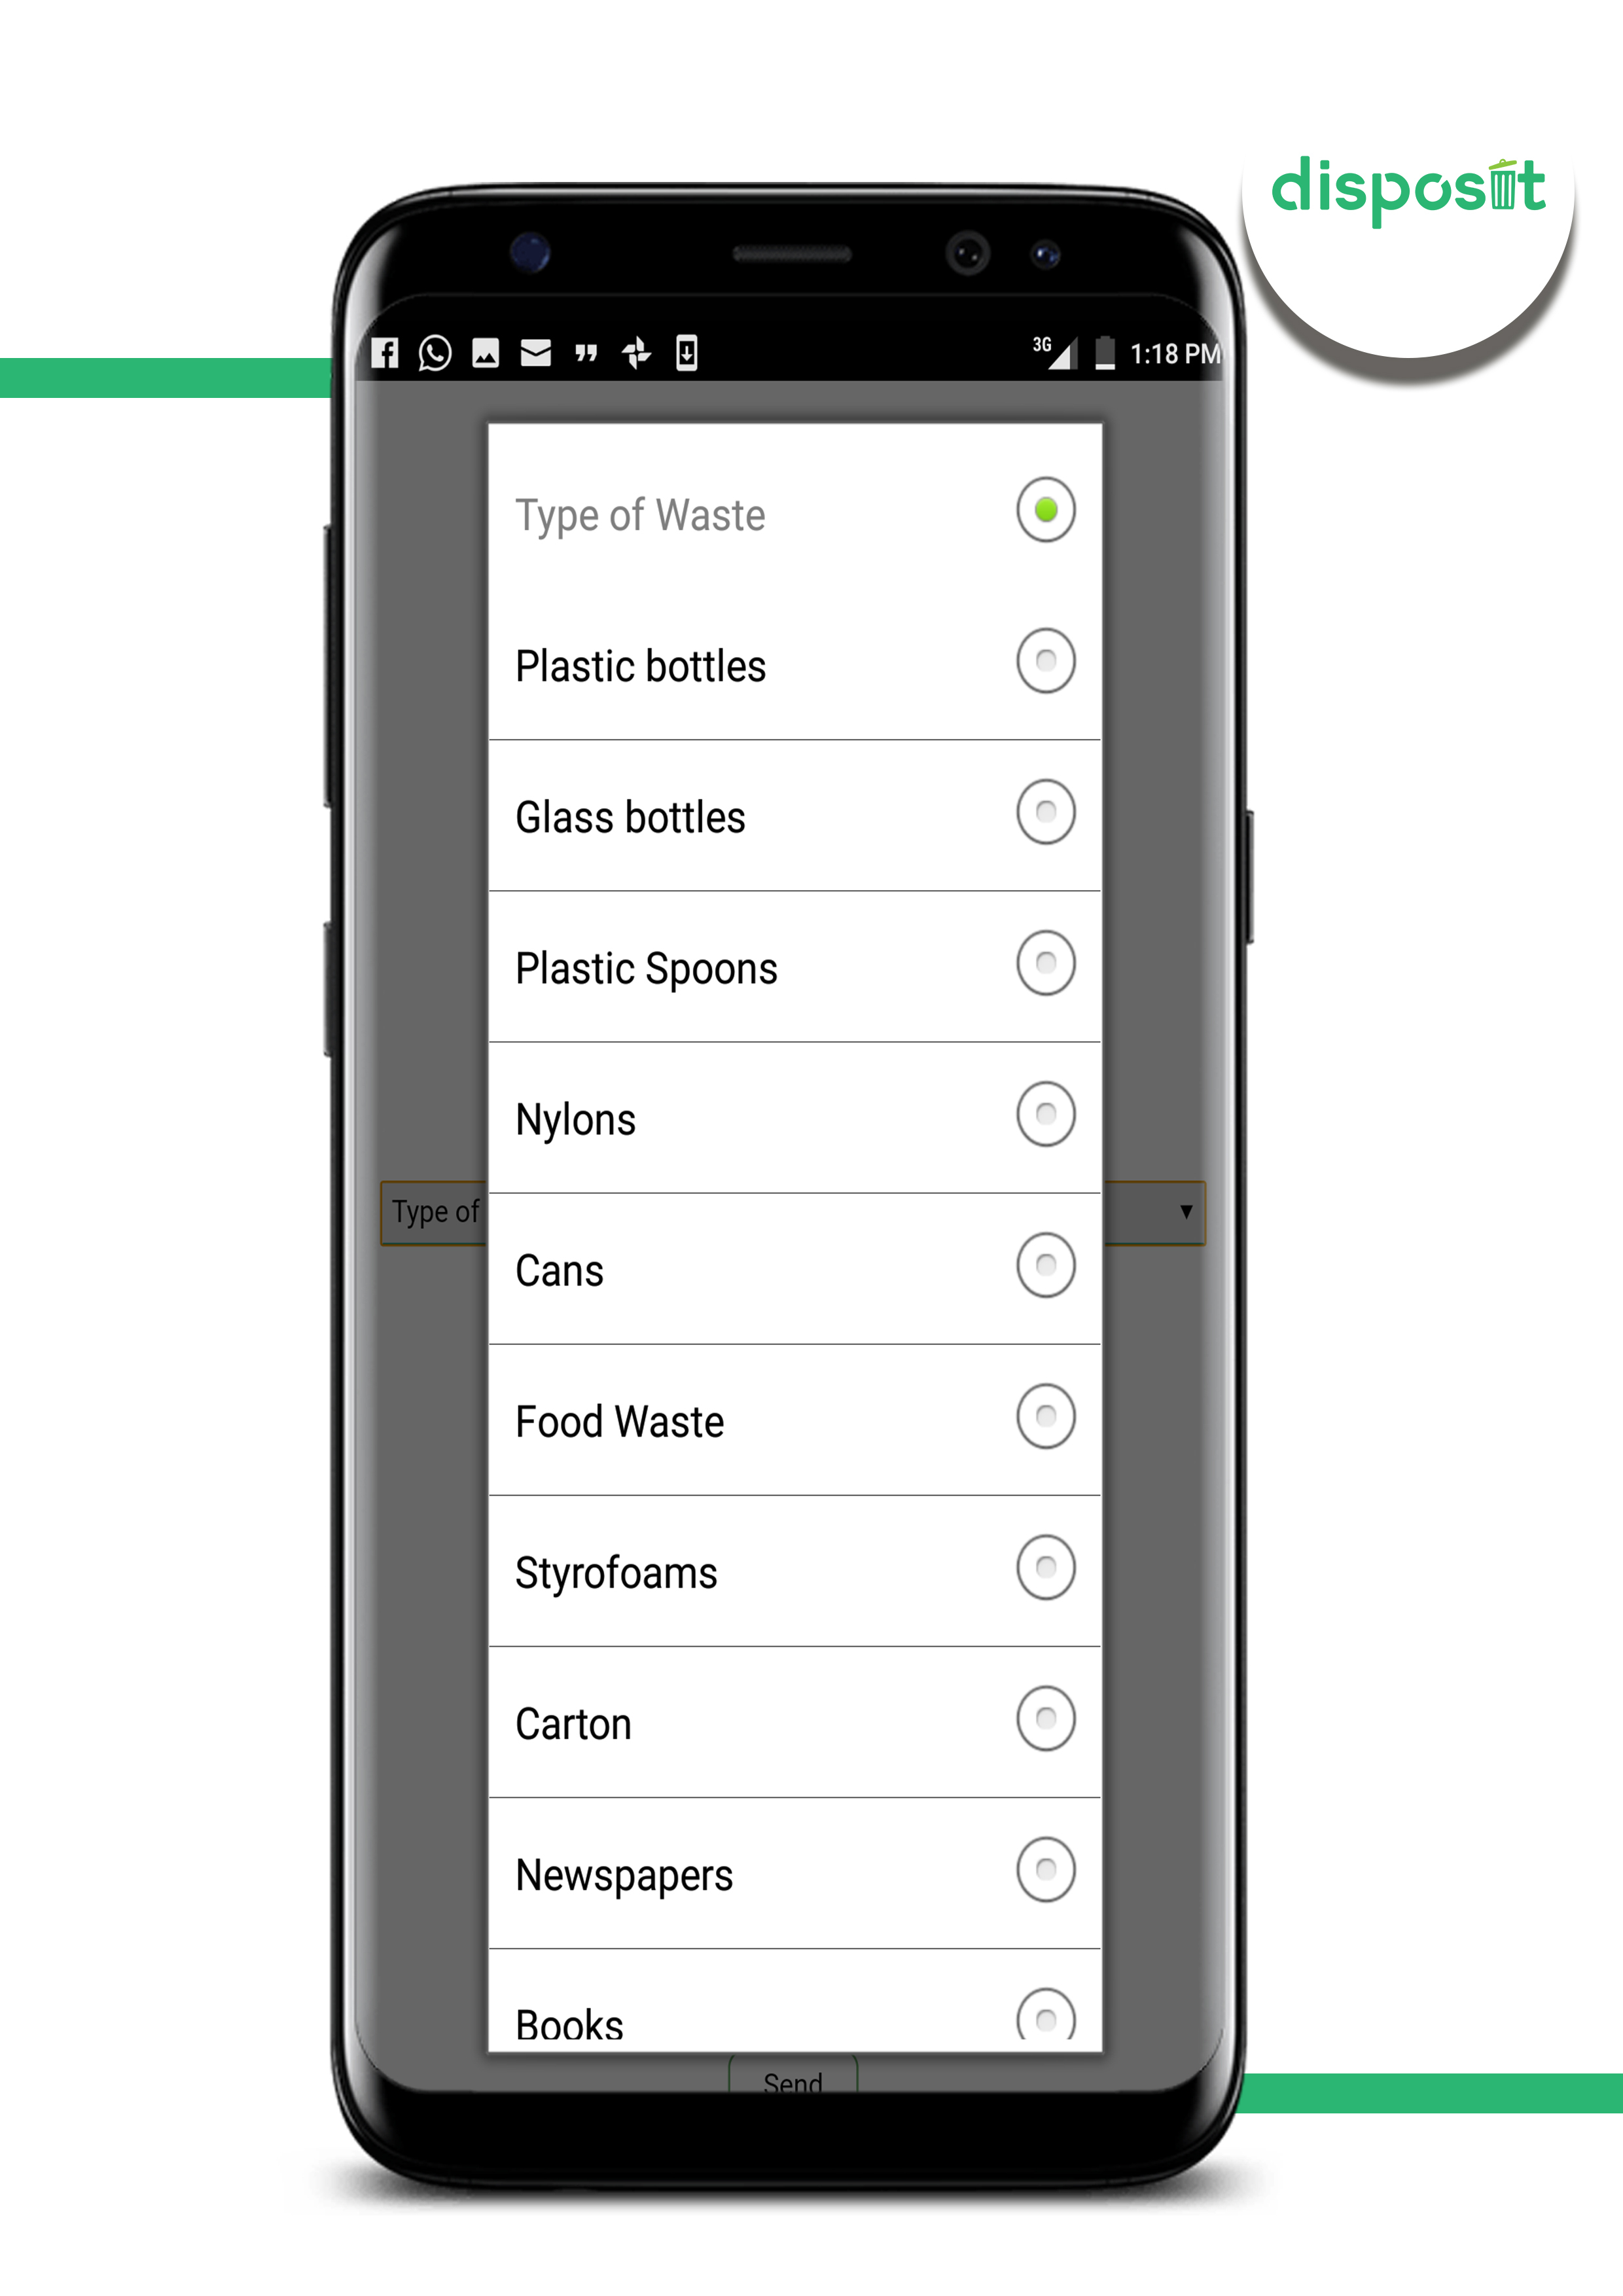 disposit
3G 1:18 PM
Type of Waste
Plastic bottles
Glass bottles
Plastic Spoons
Nylons
Type of
Cans
Food Waste
Styrofoams
Carton
Newspapers
Books
Send